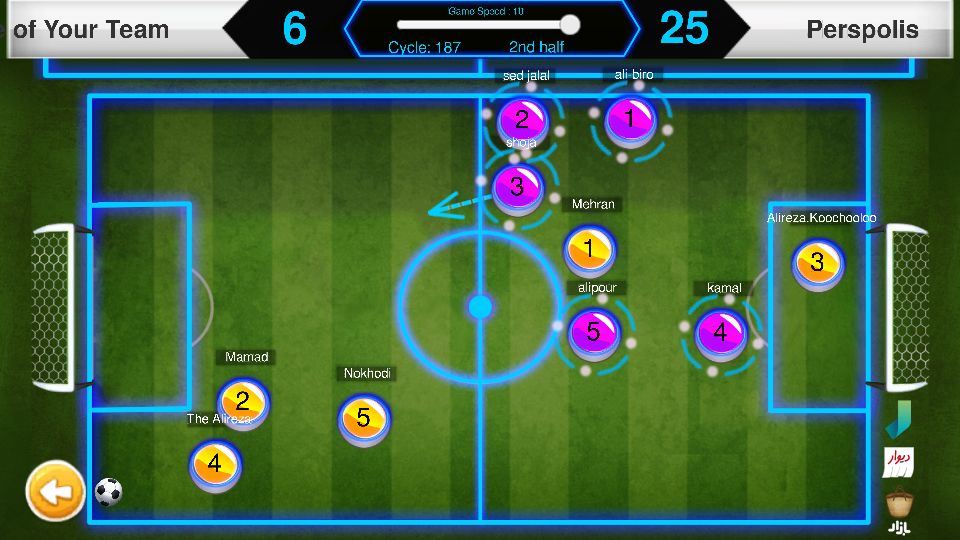 of Your Team
6
Game Speed : 10
Cycle: 187
2nd half
25
Perspolis
sed jalal
2
ali-biro
1
shoja
3
Mehran
1
Alireza.Koochooloo
3
alipour
5
kamal
4
Mamad
2
Nokhodi
5
The Alireza
4
دیوار
بازار